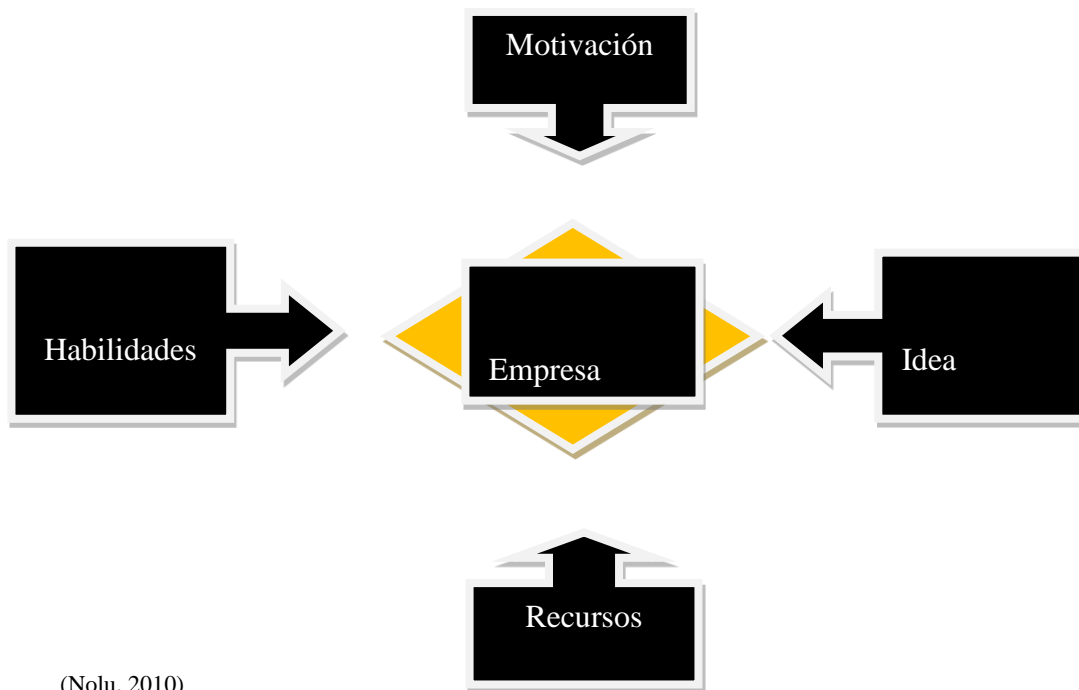 Motivación
Habilidades
Empresa
Idea
Recursos
(Nolu, 2010)